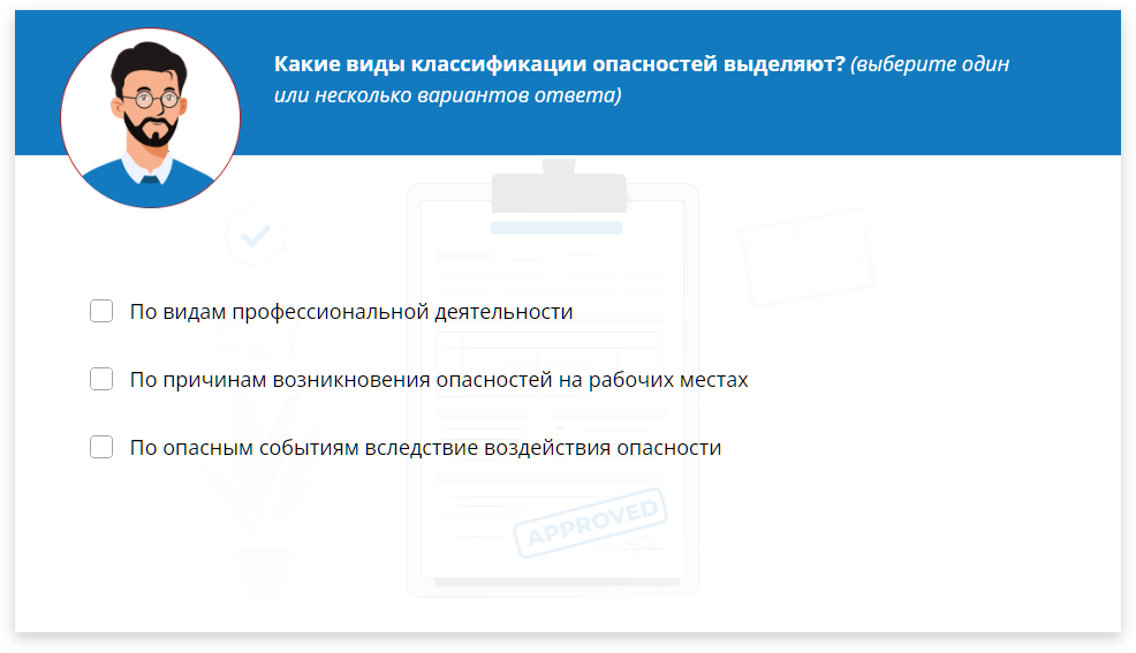 Какие виды классификации опасностей выделяют? (выберите один
или несколько вариантов ответа)
По видам профессиональной деятельности
По причинам возникновения опасностей на рабочих местах
По опасным событиям вследствие воздействия опасности
APPROVED